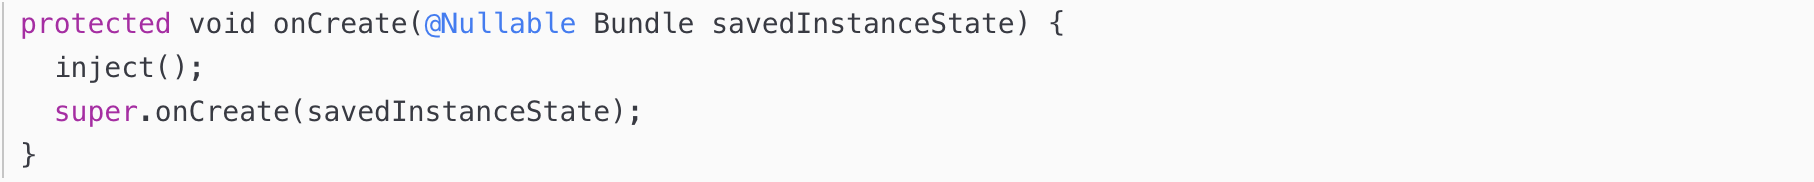 protected void onCreate(@Nullable Bundle savedInstanceState) {
  inject();
  super.onCreate(savedInstanceState);
}